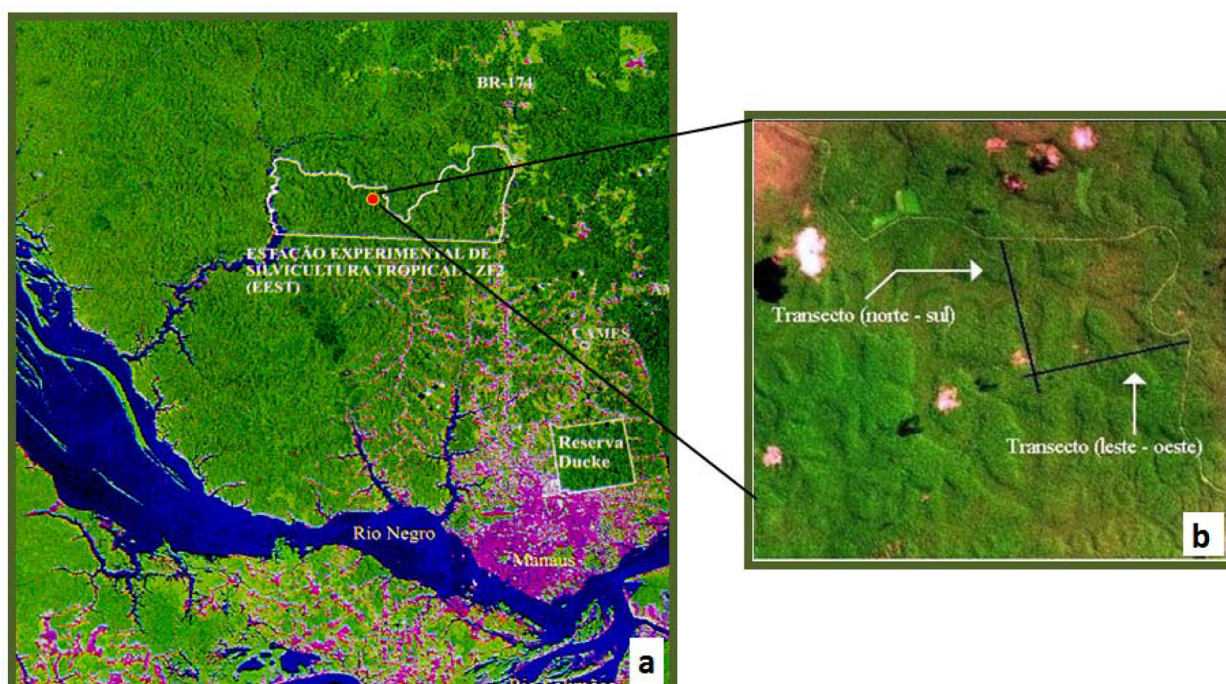 BR-174
ESTAÇÃO EXPERIMENTAL DE
SILVICULTURA TROPICAL - ZF2
(EEST)
CAMES
Reserva
Ducke
Rio Negro
Manaus
a
Transecto (norte - sul)
Transecto (leste - oeste)
b